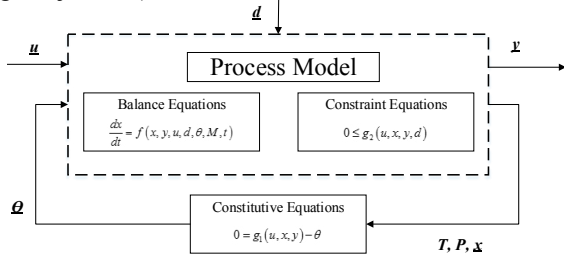 d
u
y
Process Model
Balance Equations
dx/dt = f(x, y, u, d, θ, M, t)
Constraint Equations
0 ≤ g₂(u, x, y, d)
θ
Constitutive Equations
0 = g₁(u, x, y) − θ
T, P, x